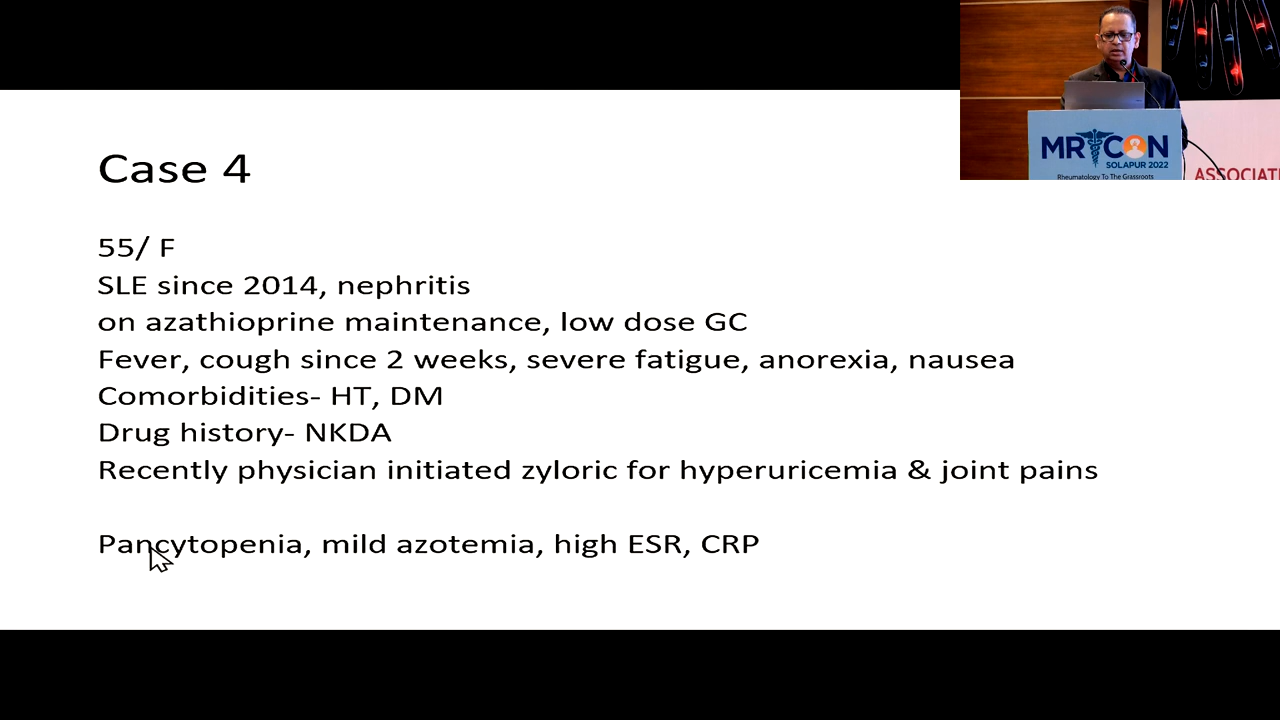 Case 4
55/ F
SLE since 2014, nephritis
on azathioprine maintenance, low dose GC
Fever, cough since 2 weeks, severe fatigue, anorexia, nausea
Comorbidities- HT, DM
Drug history- NKDA
Recently physician initiated zyloric for hyperuricemia & joint pains
Pancytopenia, mild azotemia, high ESR, CRP
MR CON
SOLAPUR 2022
Rheumatology To The Grassroots
ASSOCIATI